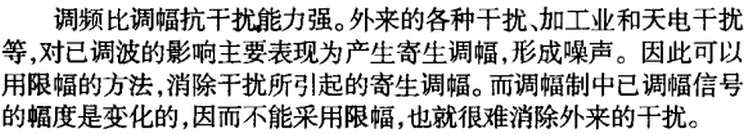 调频比调幅抗干扰能力强。外来的各种干扰、加工业和天电干扰
等,对已调波的影响主要表现为产生寄生调幅,形成噪声。因此可以
用限幅的方法,消除干扰所引起的寄生调幅。而调幅制中已调幅信号
的幅度是变化的,因而不能采用限幅,也就很难消除外来的干扰。